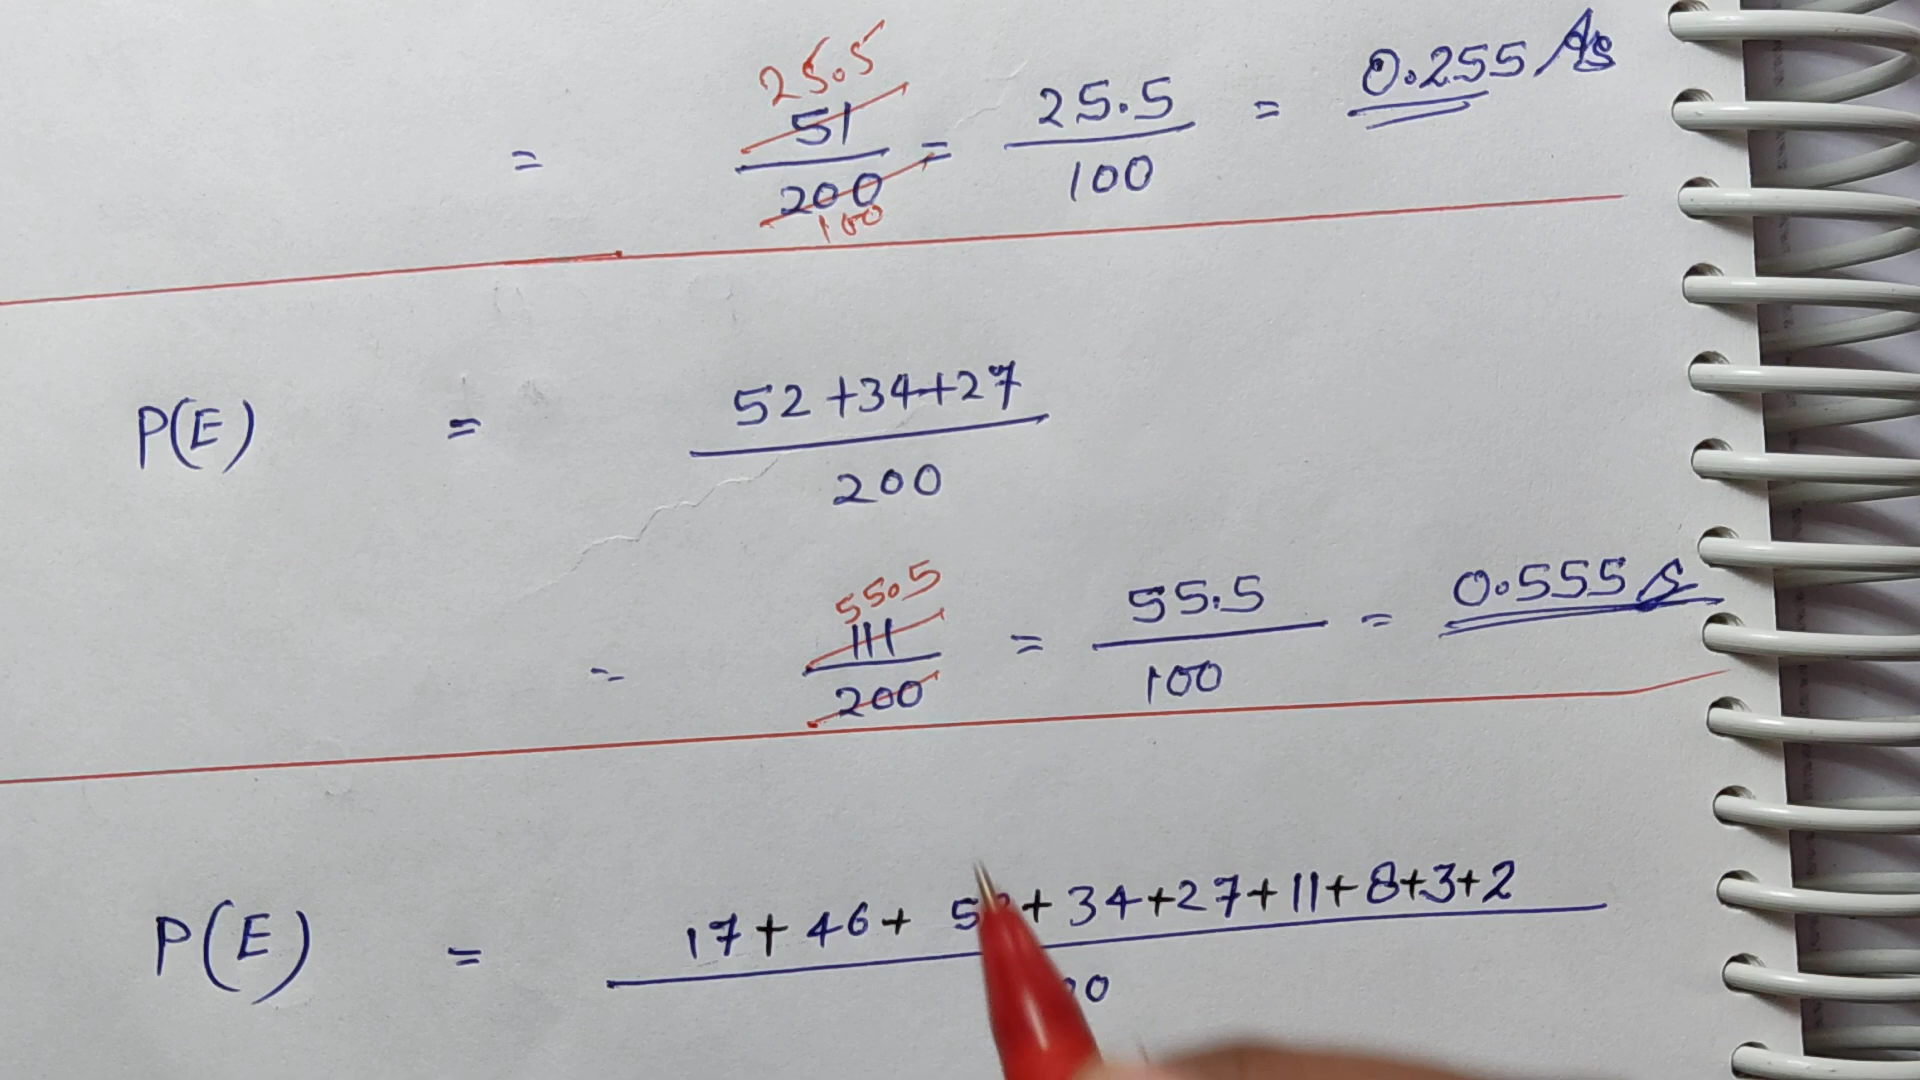 25.5
= 51/200 = 25.5/100 = 0.255 As
100
P(E) = 52+34+27/200
55.5
= 111/200 = 55.5/100 = 0.555
P(E) = 17+46+ 5 +34+27+11+8+3+2